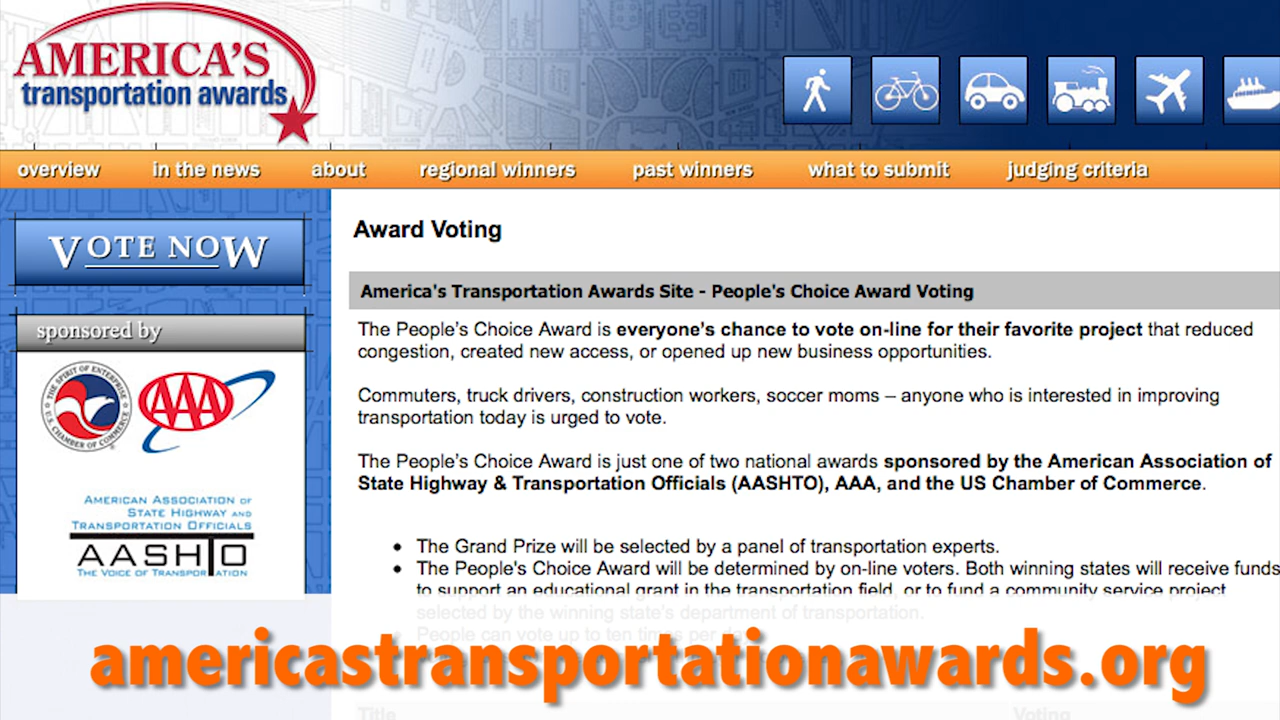 AMERICA'S
transportation awards
overview in the news about regional winners past winners what to submit judging criteria
VOTE NOW
sponsored by
THE SPIRIT OF ENTERPRISE
U.S. CHAMBER OF COMMERCE
AAA
AMERICAN ASSOCIATION OF
STATE HIGHWAY AND
TRANSPORTATION OFFICIALS
AASHTO
THE VOICE OF TRANSPORTATION
Award Voting
America's Transportation Awards Site - People's Choice Award Voting
The People's Choice Award is everyone's chance to vote on-line for their favorite project that reduced
congestion, created new access, or opened up new business opportunities.
Commuters, truck drivers, construction workers, soccer moms – anyone who is interested in improving
transportation today is urged to vote.
The People's Choice Award is just one of two national awards sponsored by the American Association of
State Highway & Transportation Officials (AASHTO), AAA, and the US Chamber of Commerce.
• The Grand Prize will be selected by a panel of transportation experts.
• The People's Choice Award will be determined by on-line voters. Both winning states will receive funds
to support an educational grant in the transportation field, or to fund a community service project
selected by the winning state's department of transportation.
• People can vote up to ten times per day.
americastransportationawards.org
Title Voting